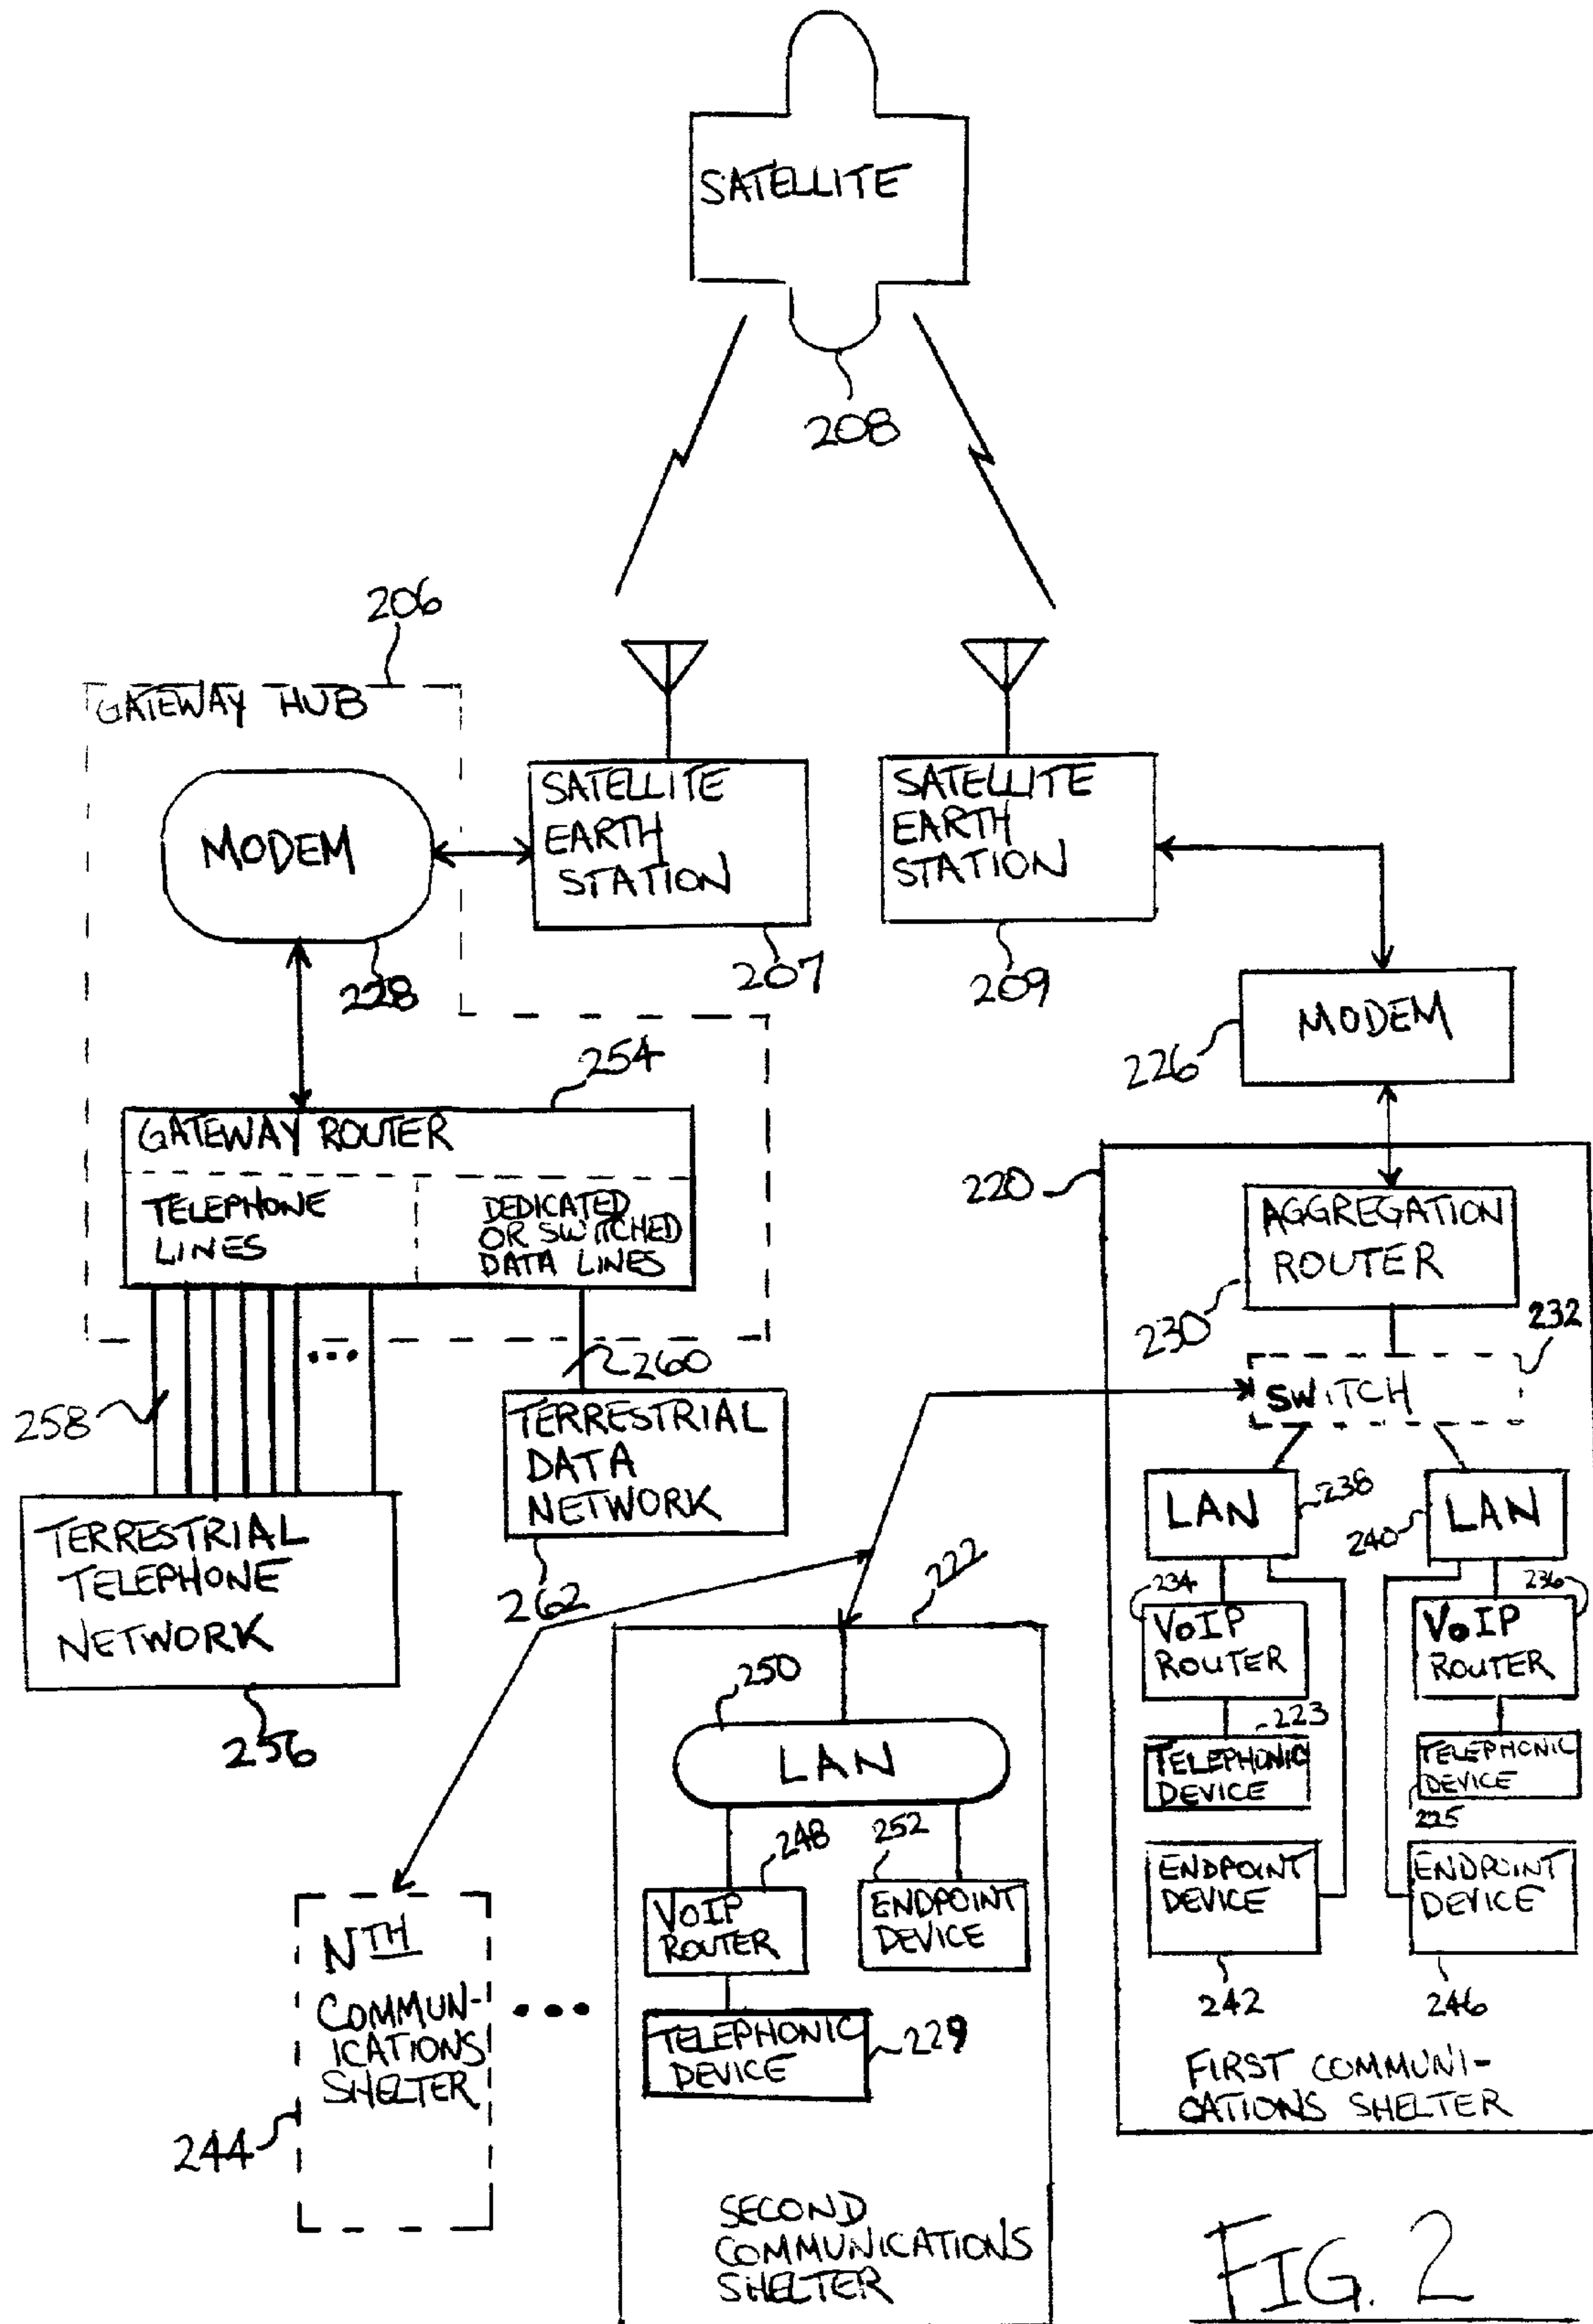 SATELLITE
208
206
GATEWAY HUB
MODEM
228
SATELLITE
EARTH
STATION
207
SATELLITE
EARTH
STATION
209
MODEM
226
254
GATEWAY ROUTER
TELEPHONE
LINES
DEDICATED
OR SWITCHED
DATA LINES
258
...
260
TERRESTRIAL
TELEPHONE
NETWORK
256
TERRESTRIAL
DATA
NETWORK
262
220
AGGREGATION
ROUTER
230
232
SWITCH
LAN
238
240
LAN
234
VoIP
ROUTER
236
VoIP
ROUTER
223
TELEPHONIC
DEVICE
TELEPHONIC
DEVICE
225
ENDPOINT
DEVICE
242
ENDPOINT
DEVICE
246
FIRST COMMUNI-
CATIONS SHELTER
222
250
LAN
248
252
VoIP
ROUTER
ENDPOINT
DEVICE
TELEPHONIC
DEVICE
229
SECOND
COMMUNICATIONS
SHELTER
NTH
COMMUN-
ICATIONS
SHELTER
...
244
FIG. 2